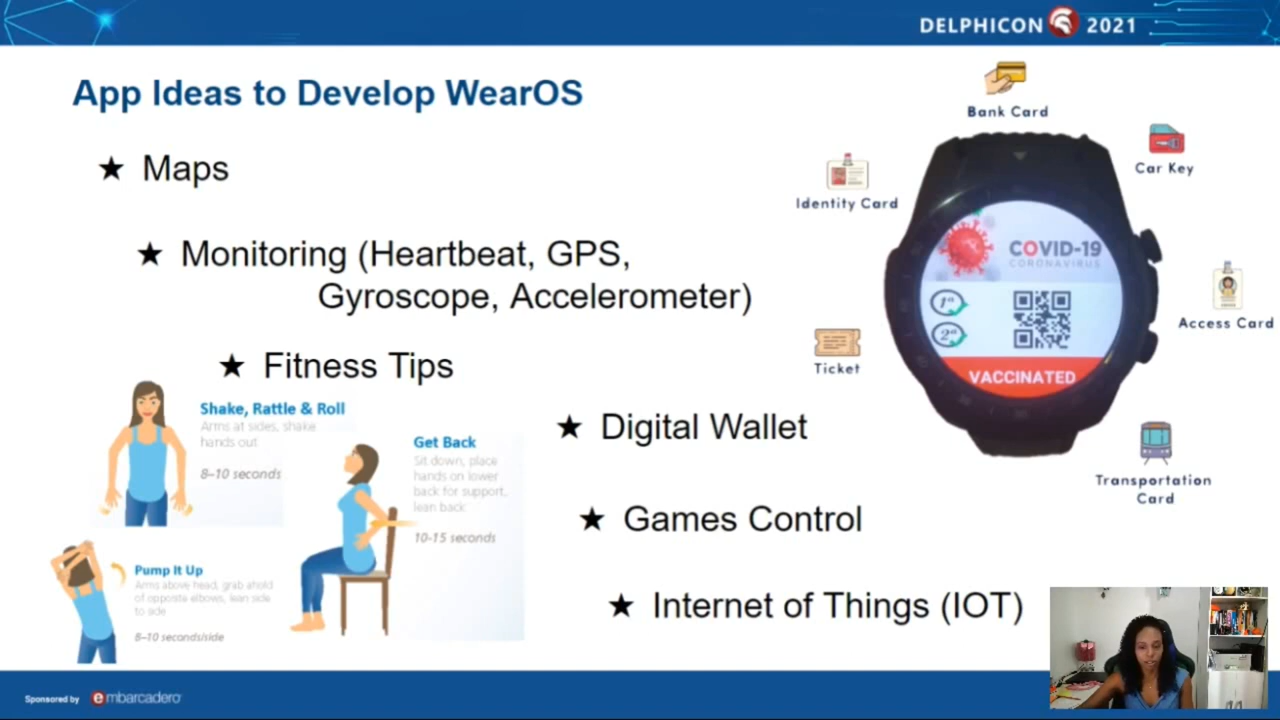 DELPHICON 2021
App Ideas to Develop WearOS
★ Maps
★ Monitoring (Heartbeat, GPS,
Gyroscope, Accelerometer)
★ Fitness Tips
Shake, Rattle & Roll
Arms at sides, shake
hands out
8–10 seconds
Get Back
Sit down, place
hands on lower
back for support,
lean back
10-15 seconds
Pump It Up
Arms above head, grab ahold
of opposite elbows, lean side
to side
8–10 seconds/side
★ Digital Wallet
★ Games Control
★ Internet of Things (IOT)
Bank Card
Car Key
Identity Card
COVID-19
CORONAVIRUS
1ª
2ª
VACCINATED
Access Card
Ticket
Transportation
Card
Sponsored by embarcadero